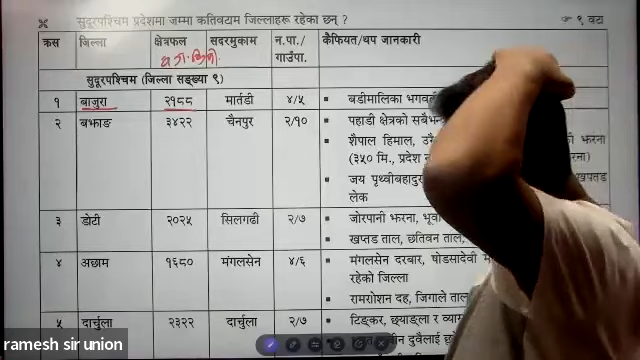 सुदूरपश्चिम प्रदेशमा जम्मा कतिवटाम जिल्लाहरू रहेका छन् ? ९ वटा
क्रस जिल्ला क्षेत्रफल सदरमुकाम न.पा./गाउँपा. कैफियत/थप जानकारी
सुदूरपश्चिम (जिल्ला सङ्ख्या ९)
१ बाजुरा २१८८ मार्तडी ४/५ बडीमालिका
२ बझाङ ३४२२ चैनपुर २/१० पहाडी क्षेत्रको
शैपाल हिमाल, झरना
(३५० मि., प्रदेश
जय
लेक
३ डोटी २०२५ सिलगढी २/७ जोरपानी झरना,
खप्तड ताल, छतिवन ताल,
४ अछाम १६८० मंगलसेन ४/६ मंगलसेन दरबार, षोडसादेवी
रहेको जिल्ला
रामरोशन दह, जिगाले ताल
५ दार्चुला २३२२ दार्चुला २/७ टिङ्कर, छ्याङ्ला र
ramesh sir union